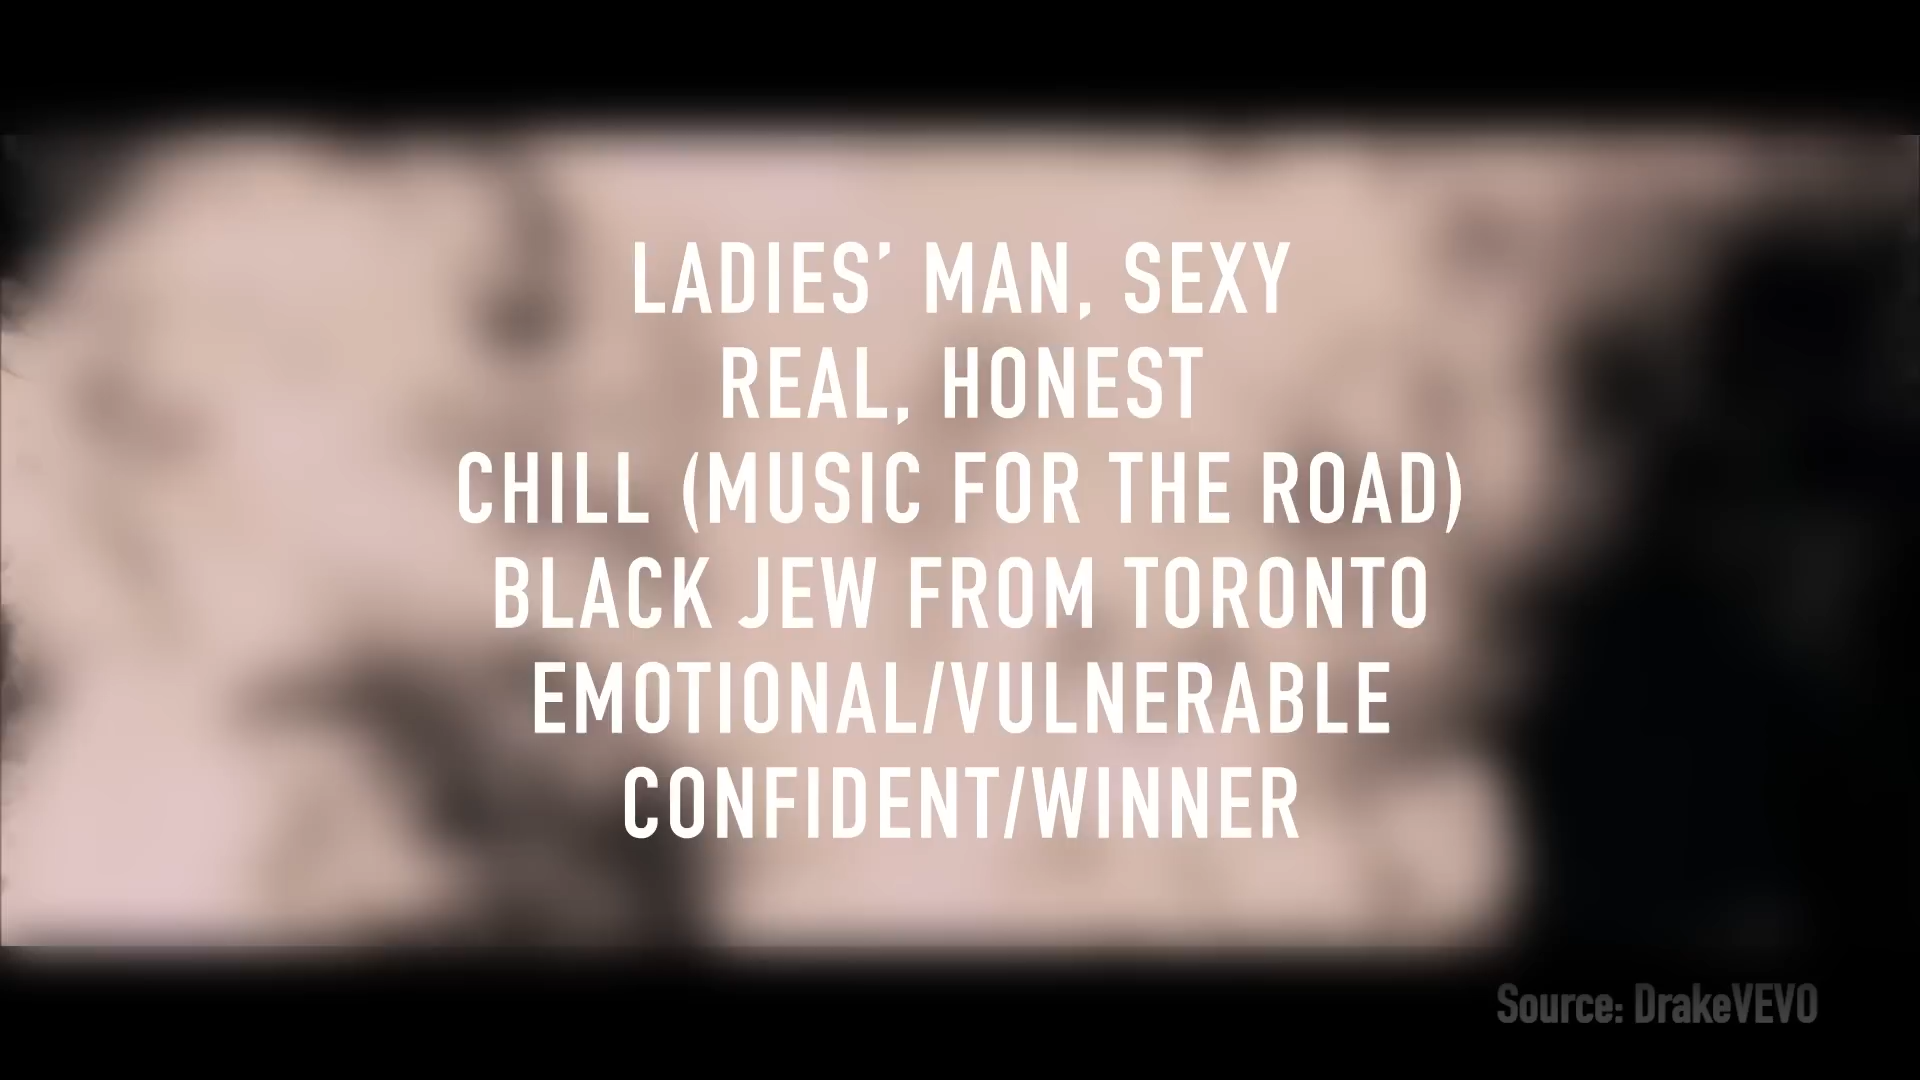 LADIES' MAN, SEXY
REAL, HONEST
CHILL (MUSIC FOR THE ROAD)
BLACK JEW FROM TORONTO
EMOTIONAL/VULNERABLE
CONFIDENT/WINNER
Source: DrakeVEVO